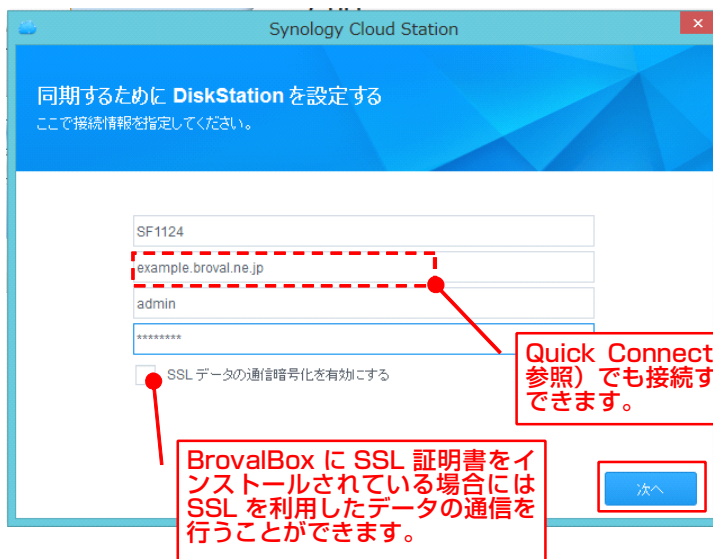 Synology Cloud Station
同期するために DiskStation を設定する
ここで接続情報を指定してください。
SF1124
example.broval.ne.jp
admin
********
SSL データの通信暗号化を有効にする
Quick Connect
参照）でも接続す
できます。
BrovalBox に SSL 証明書をイ
ンストールされている場合には
SSL を利用したデータの通信を
行うことができます。
次へ